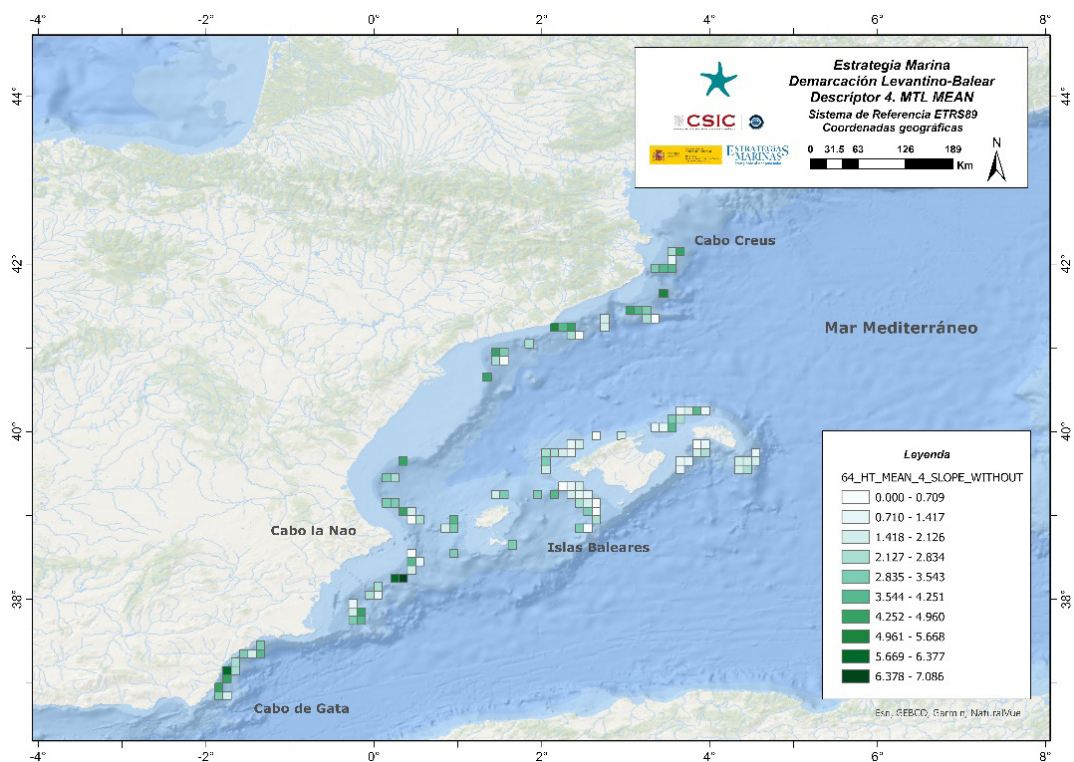 -4° -2° 0° 2° 4° 6° 8°
44° 44°
42° 42°
40° 40°
38° 38°
-4° -2° 0° 2° 4° 6° 8°
Estrategia Marina
Demarcación Levantino-Balear
Descriptor 4. MTL MEAN
Sistema de Referencia ETRS89
Coordenadas geográficas
CSIC
ESTRATEGIAS
MARINAS
0 31.5 63 126 189
Km
N
Cabo Creus
Mar Mediterráneo
Cabo la Nao
Islas Baleares
Cabo de Gata
Leyenda
64_HT_MEAN_4_SLOPE_WITHOUT
0.000 - 0.709
0.710 - 1.417
1.418 - 2.126
2.127 - 2.834
2.835 - 3.543
3.544 - 4.251
4.252 - 4.960
4.961 - 5.668
5.669 - 6.377
6.378 - 7.086
Esri, GEBCO, Garmin, NaturalVue